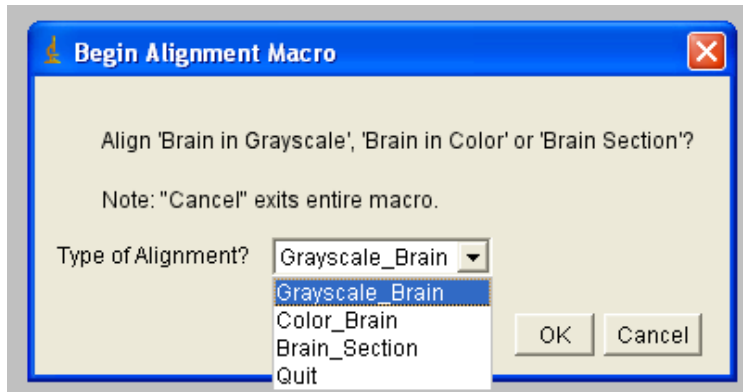 Begin Alignment Macro
Align 'Brain in Grayscale', 'Brain in Color' or 'Brain Section'?
Note: "Cancel" exits entire macro.
Type of Alignment? Grayscale_Brain
Grayscale_Brain
Color_Brain
Brain_Section
Quit
OK Cancel